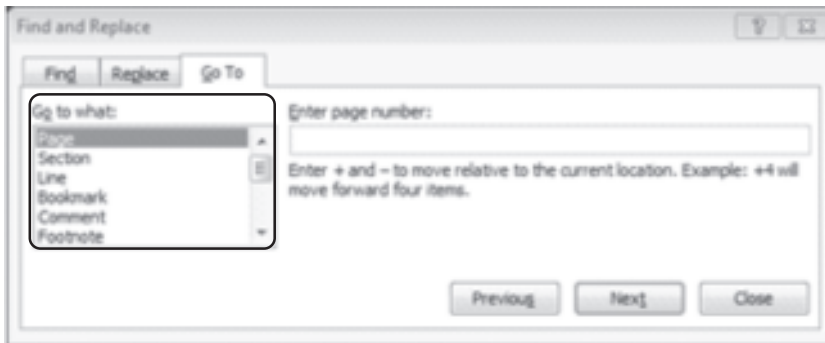 Find and Replace
Find Replace Go To
Go to what:
Page
Section
Line
Bookmark
Comment
Footnote
Enter page number:
Enter + and – to move relative to the current location. Example: +4 will
move forward four items.
Previous Next Close